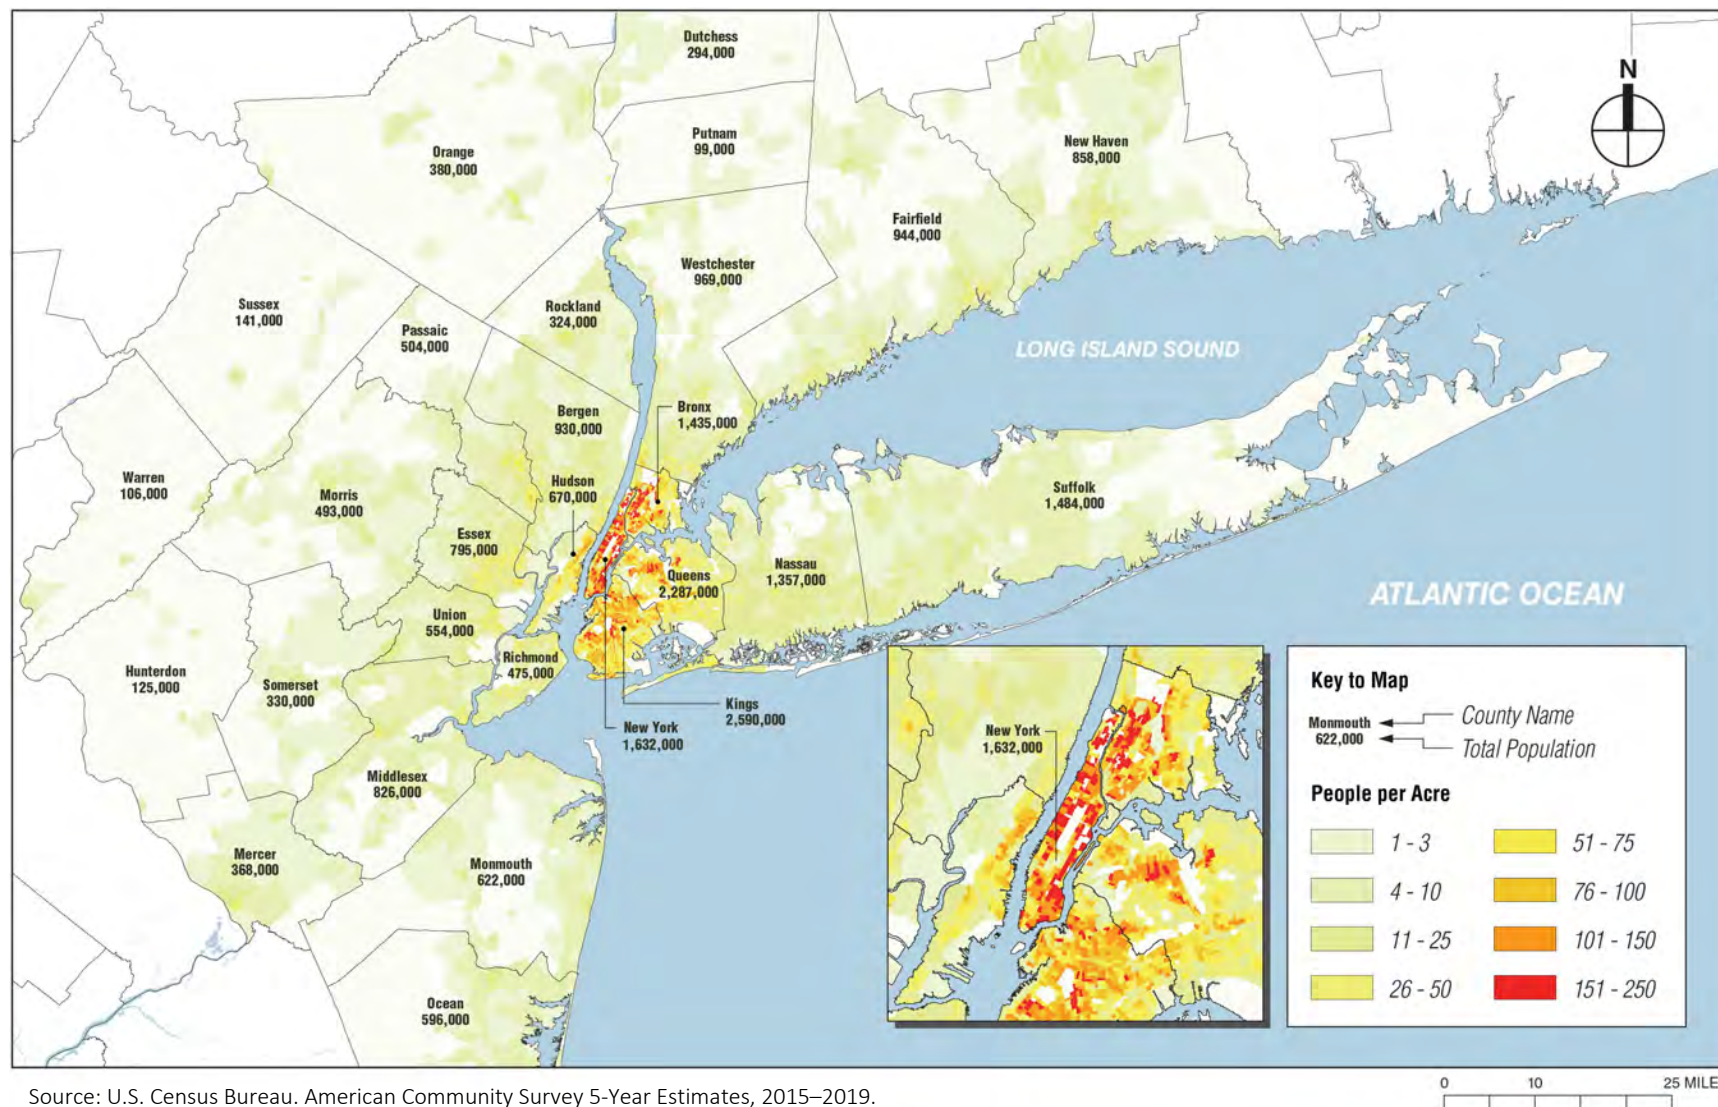 Dutchess
294,000
N
Putnam
99,000
Orange
380,000
New Haven
858,000
Fairfield
944,000
Westchester
969,000
Sussex
141,000
Rockland
324,000
Passaic
504,000
LONG ISLAND SOUND
Bergen
930,000
Bronx
1,435,000
Warren
106,000
Morris
493,000
Hudson
670,000
Suffolk
1,484,000
Essex
795,000
Queens
2,287,000
Nassau
1,357,000
ATLANTIC OCEAN
Union
554,000
Richmond
475,000
Hunterdon
125,000
Somerset
330,000
Kings
2,590,000
New York
1,632,000
Middlesex
826,000
Mercer
368,000
Monmouth
622,000
Ocean
596,000
New York
1,632,000
Key to Map
Monmouth
622,000
County Name
Total Population
People per Acre
1 - 3
4 - 10
11 - 25
26 - 50
51 - 75
76 - 100
101 - 150
151 - 250
0 10 25 MILE
Source: U.S. Census Bureau. American Community Survey 5-Year Estimates, 2015–2019.